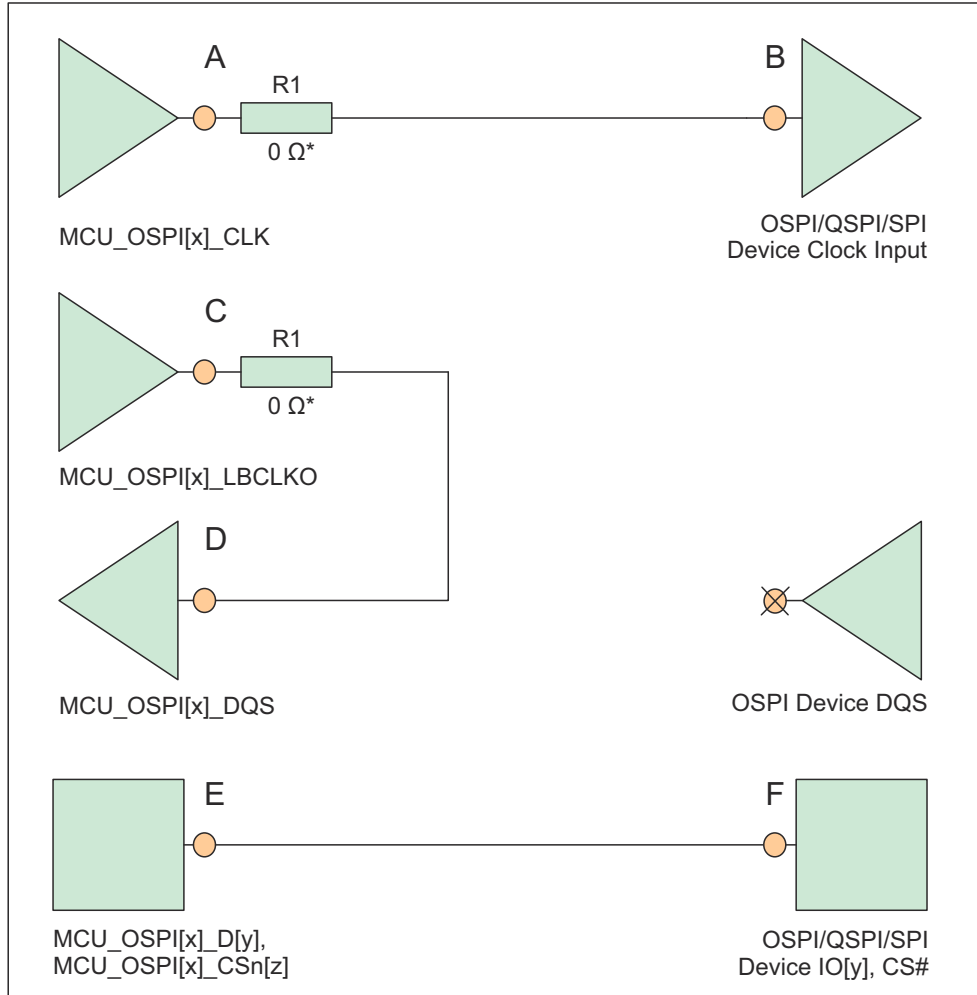 A
R1
0 Ω*
MCU_OSPI[x]_CLK
B
OSPI/QSPI/SPI
Device Clock Input
C
R1
0 Ω*
MCU_OSPI[x]_LBCLKO
D
MCU_OSPI[x]_DQS
OSPI Device DQS
E
MCU_OSPI[x]_D[y],
MCU_OSPI[x]_CSn[z]
F
OSPI/QSPI/SPI
Device IO[y], CS#